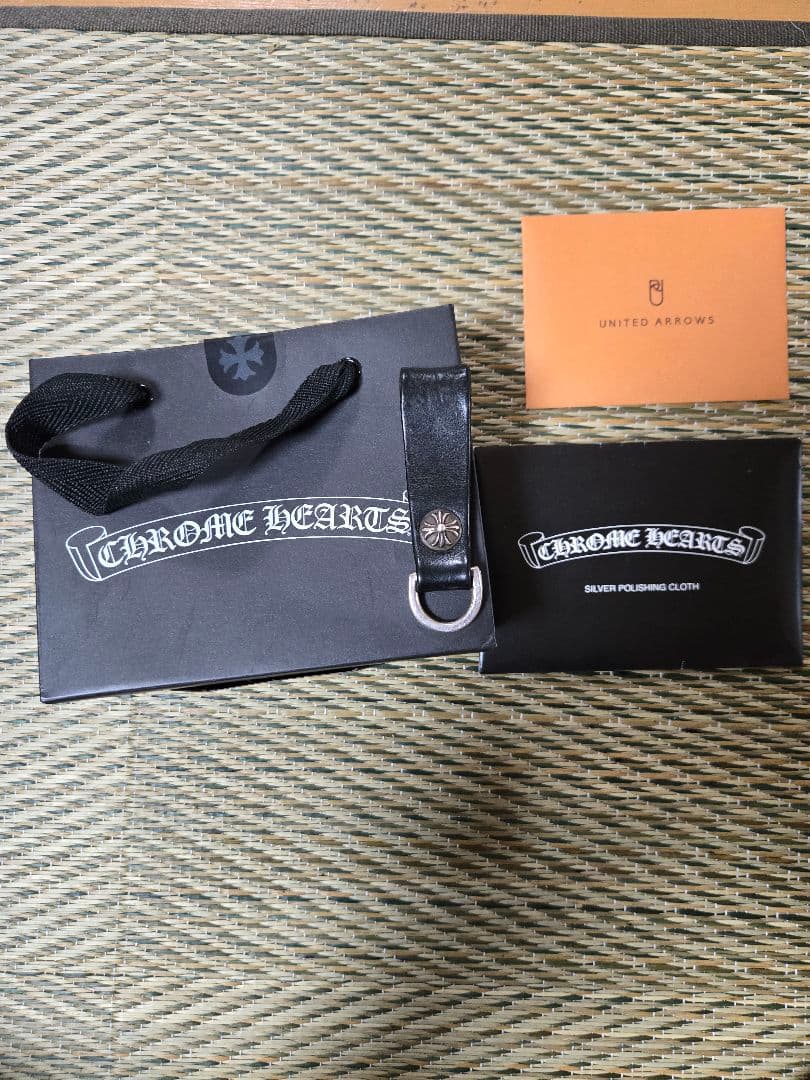 UNITED ARROWS
CHROME HEARTS
CHROME HEARTS
SILVER POLISHING CLOTH